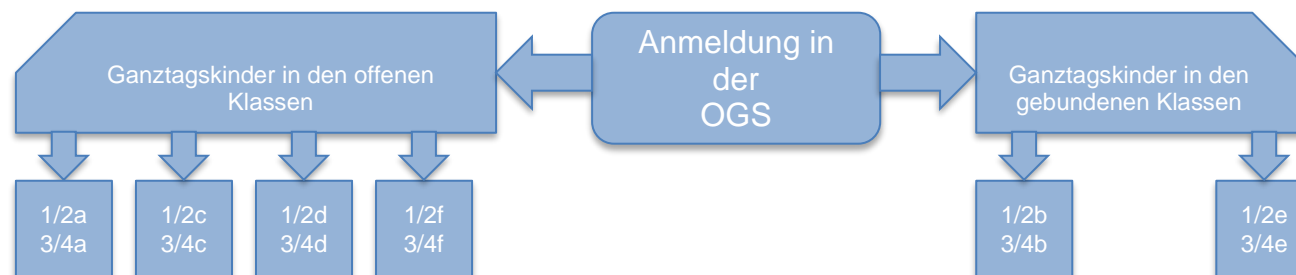 Ganztagskinder in den offenen
Klassen
Anmeldung in
der
OGS
Ganztagskinder in den
gebundenen Klassen
1/2a
3/4a
1/2c
3/4c
1/2d
3/4d
1/2f
3/4f
1/2b
3/4b
1/2e
3/4e